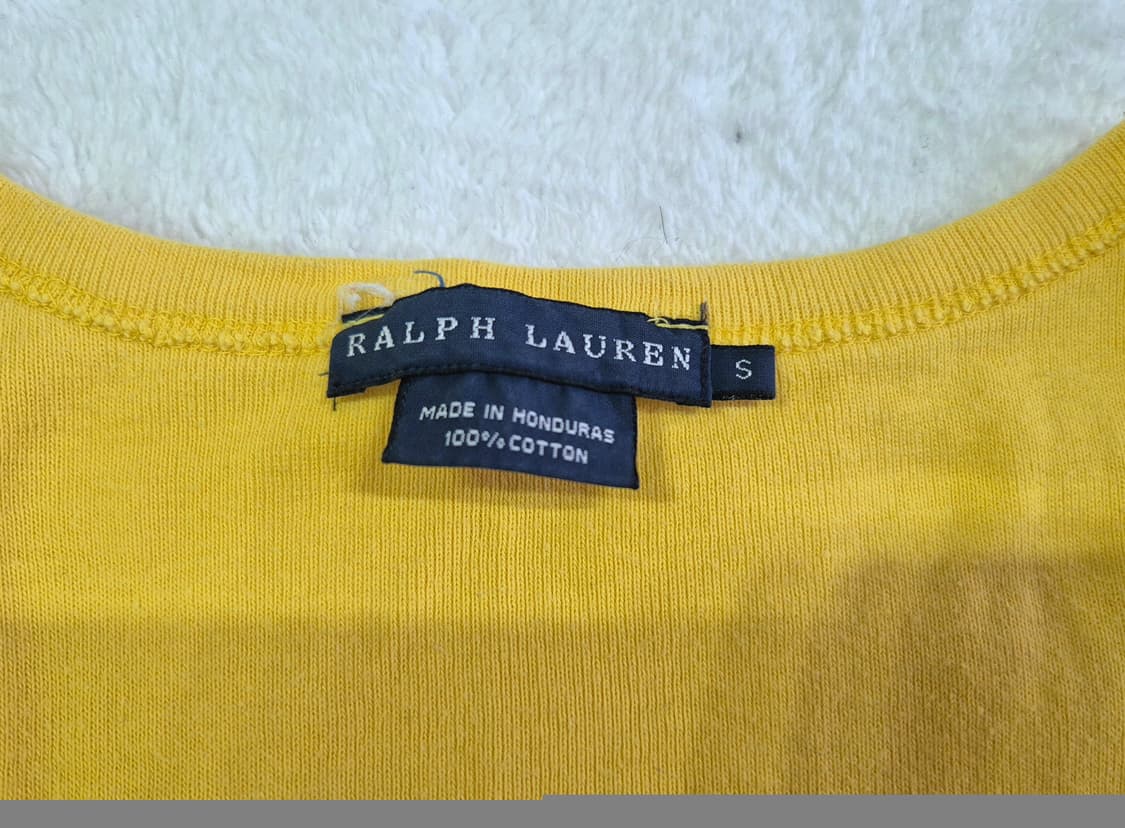 RALPH LAUREN
S
MADE IN HONDURAS
100% COTTON